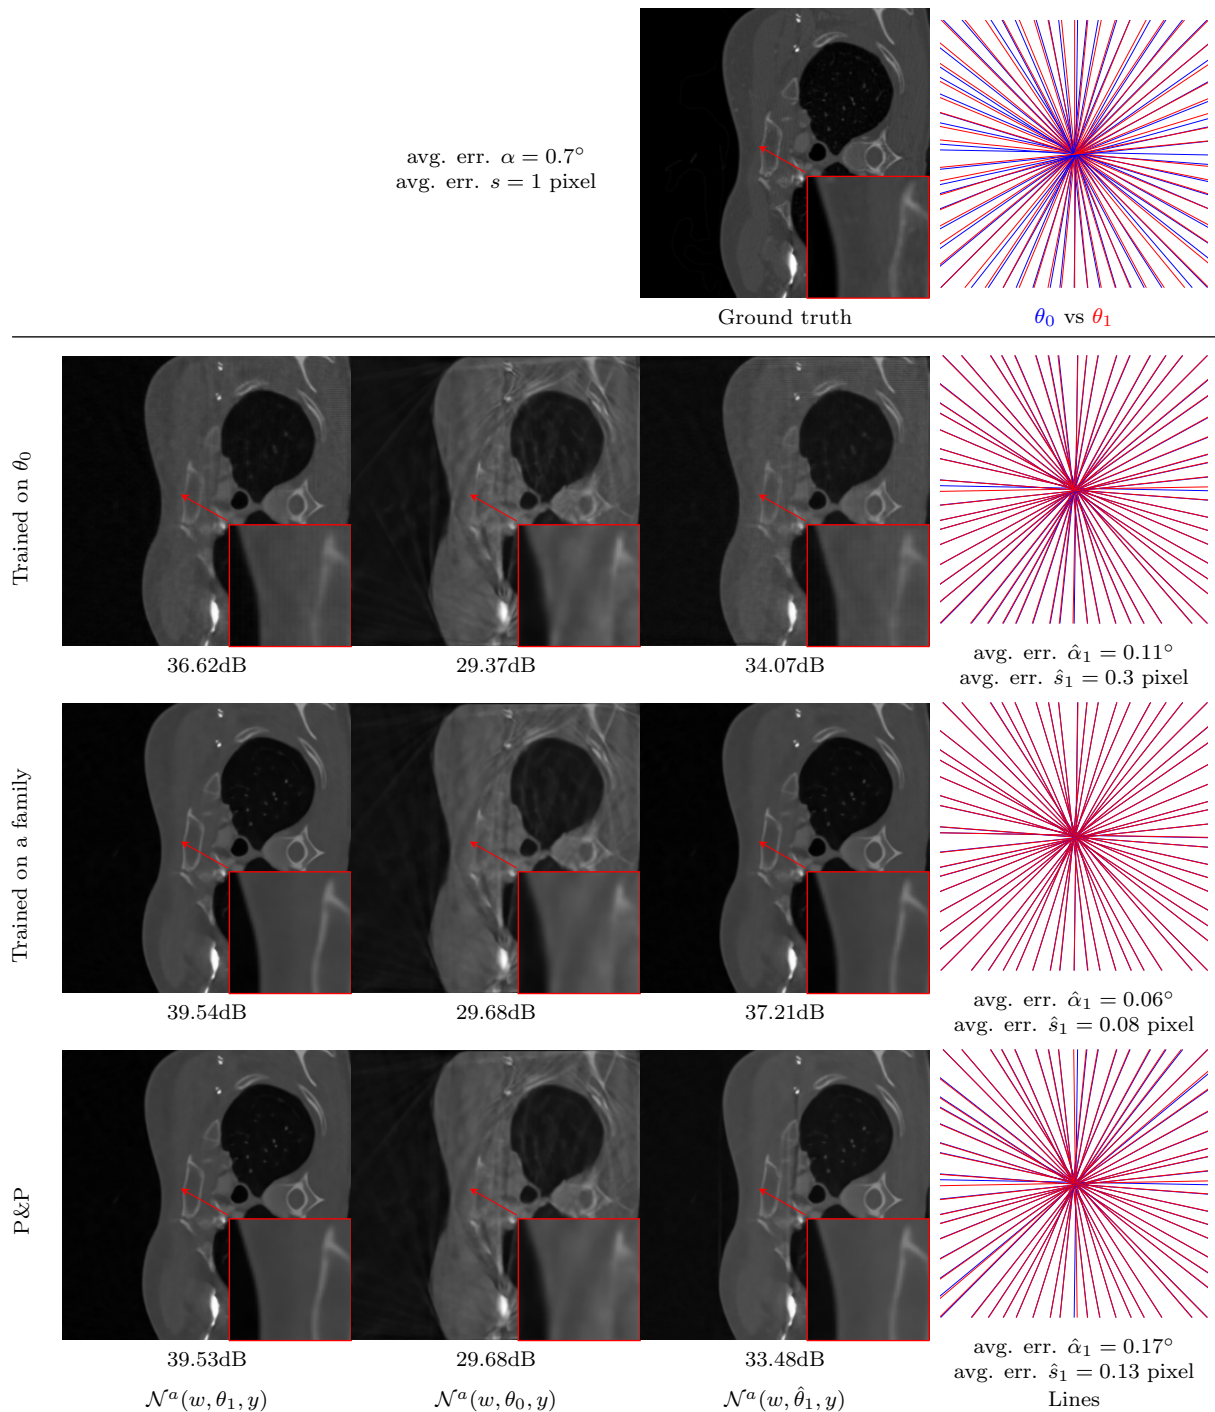 avg. err. α = 0.7°
avg. err. s = 1 pixel
Ground truth
θ₀ vs θ₁
Trained on θ₀
36.62dB
29.37dB
34.07dB
avg. err. α̂₁ = 0.11°
avg. err. ŝ₁ = 0.3 pixel
Trained on a family
39.54dB
29.68dB
37.21dB
avg. err. α̂₁ = 0.06°
avg. err. ŝ₁ = 0.08 pixel
P&P
39.53dB
29.68dB
33.48dB
avg. err. α̂₁ = 0.17°
avg. err. ŝ₁ = 0.13 pixel
𝒩ᵃ(w, θ₁, y)
𝒩ᵃ(w, θ₀, y)
𝒩ᵃ(w, θ̂₁, y)
Lines